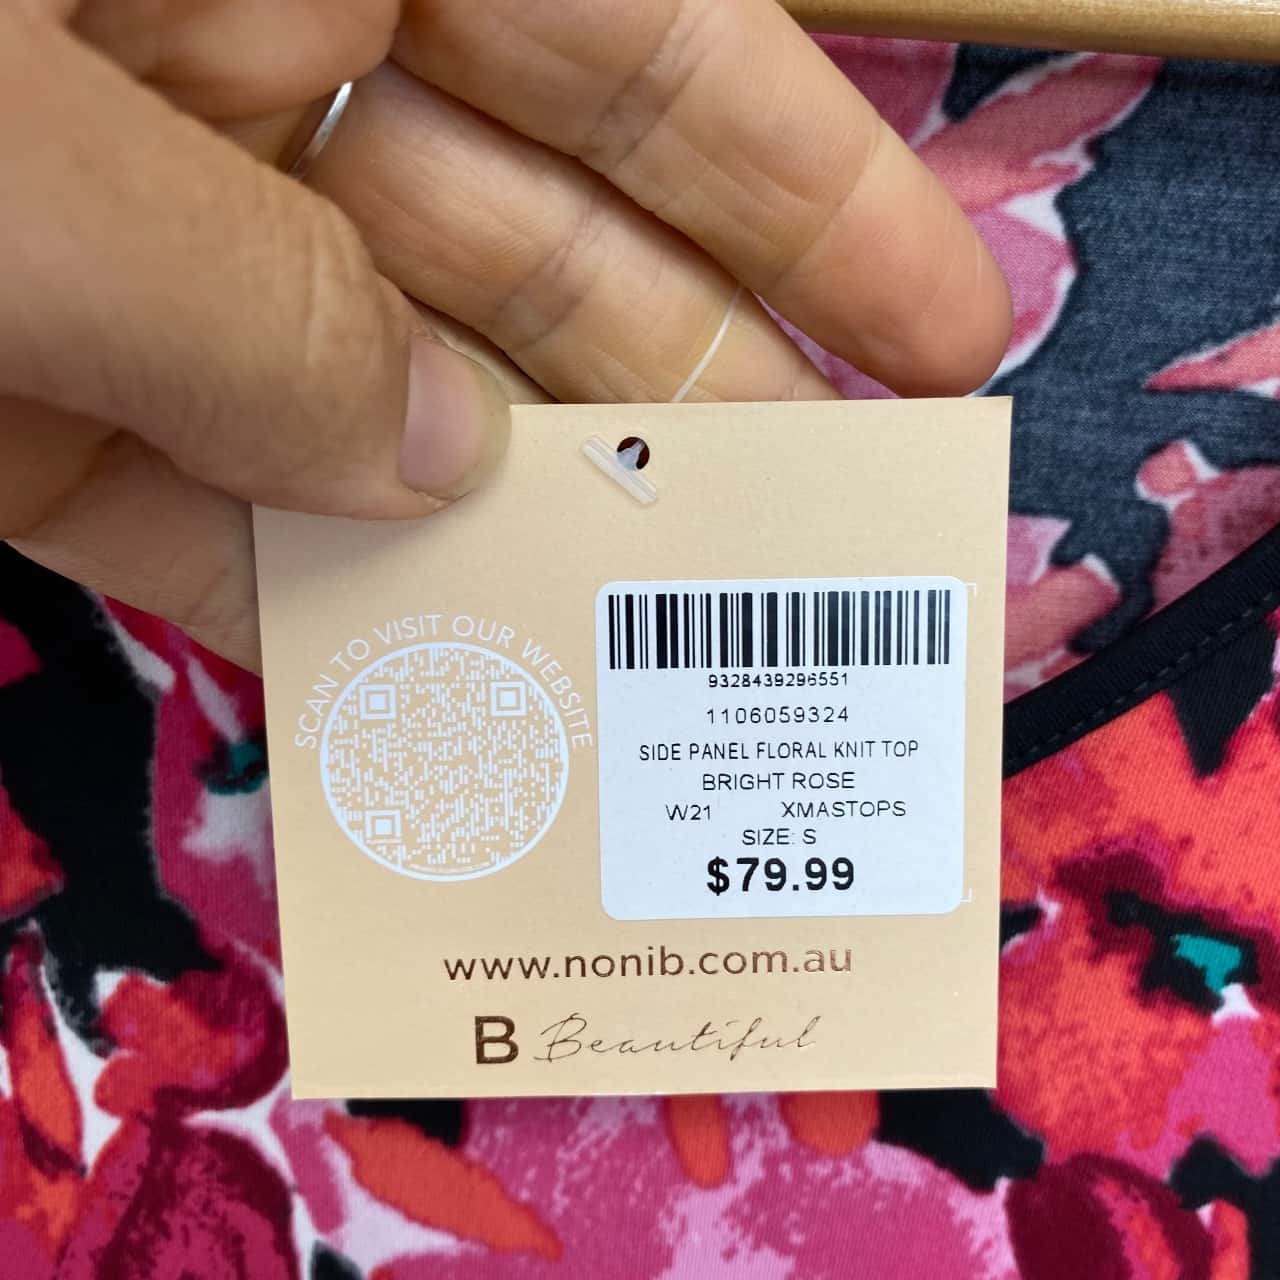 SCAN TO VISIT OUR WEBSITE
9328439296551
1106059324
SIDE PANEL FLORAL KNIT TOP
BRIGHT ROSE
W21 XMASTOPS
SIZE: S
$79.99
www.nonib.com.au
B Beautiful